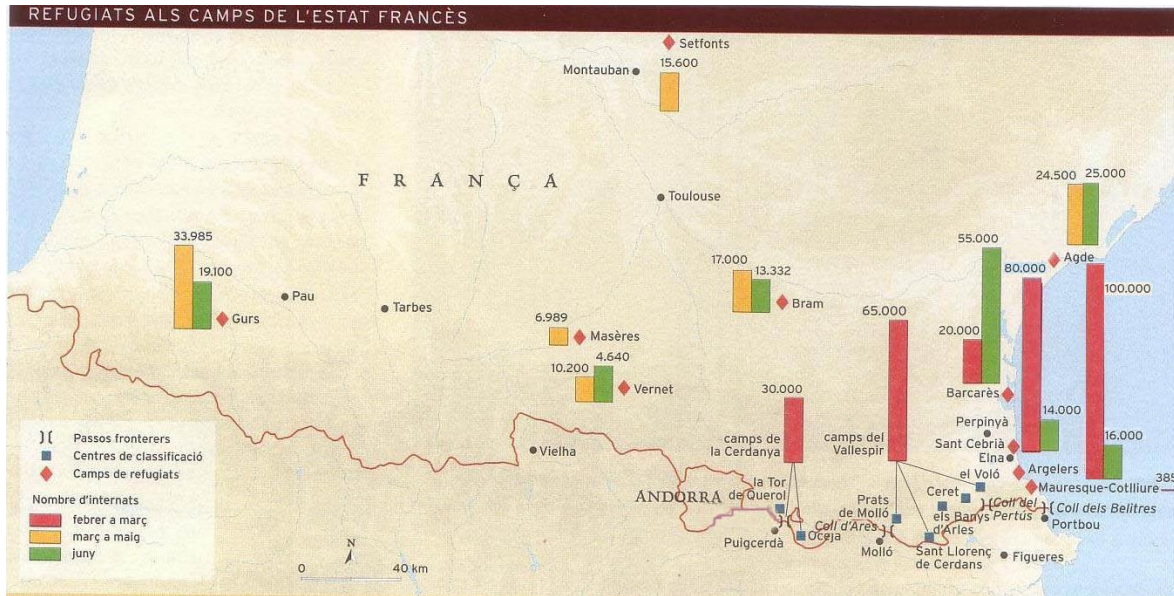 REFUGIATS ALS CAMPS DE L'ESTAT FRANCÈS
Setfonts
Montauban
15.600
FRANÇA
Toulouse
24.500
25.000
Agde
33.985
19.100
Gurs
Pau
Tarbes
17.000
13.332
Bram
55.000
80.000
100.000
65.000
20.000
Barcarès
6.989
Masères
10.200
4.640
Vernet
30.000
camps de
la Cerdanya
camps del
Vallespir
Perpinyà
Sant Cebrià
Elna
14.000
16.000
Argelers
Mauresque-Cotlliure
385
Vielha
ANDORRA
la Tor
de Querol
Puigcerdà
Oceja
Coll d'Ares
Prats
de Molló
Molló
el Voló
Ceret
els Banys
d'Arles
Sant Llorenç
de Cerdans
Coll del
Pertús
Coll dels Belitres
Portbou
Figueres
Passos fronterers
Centres de classificació
Camps de refugiats
Nombre d'internats
febrer a març
març a maig
juny
N
0
40 km